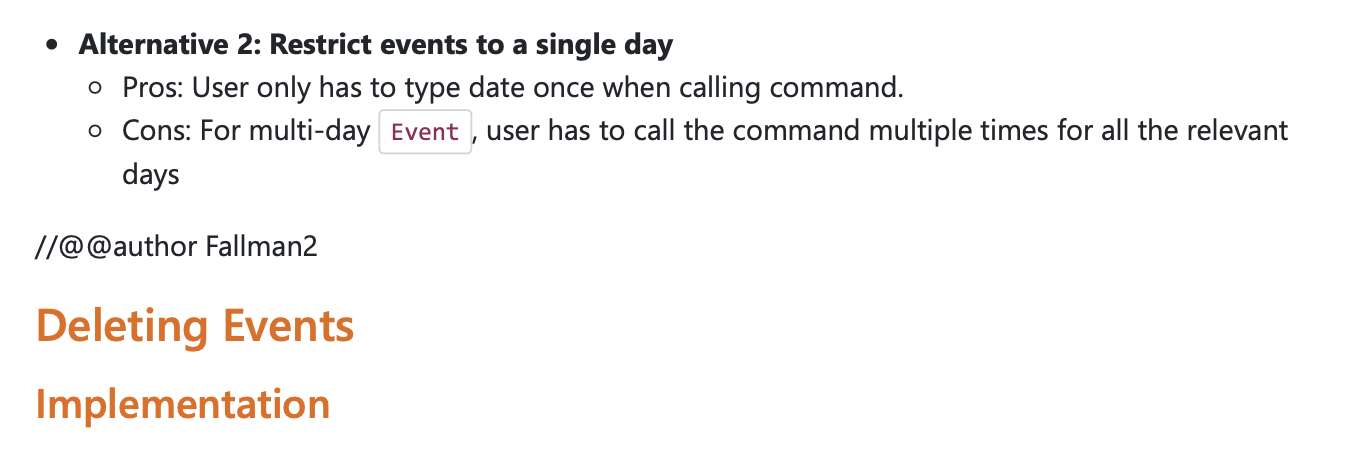 Alternative 2: Restrict events to a single day
Pros: User only has to type date once when calling command.
Cons: For multi-day Event, user has to call the command multiple times for all the relevant
days
//@@author Fallman2
Deleting Events
Implementation